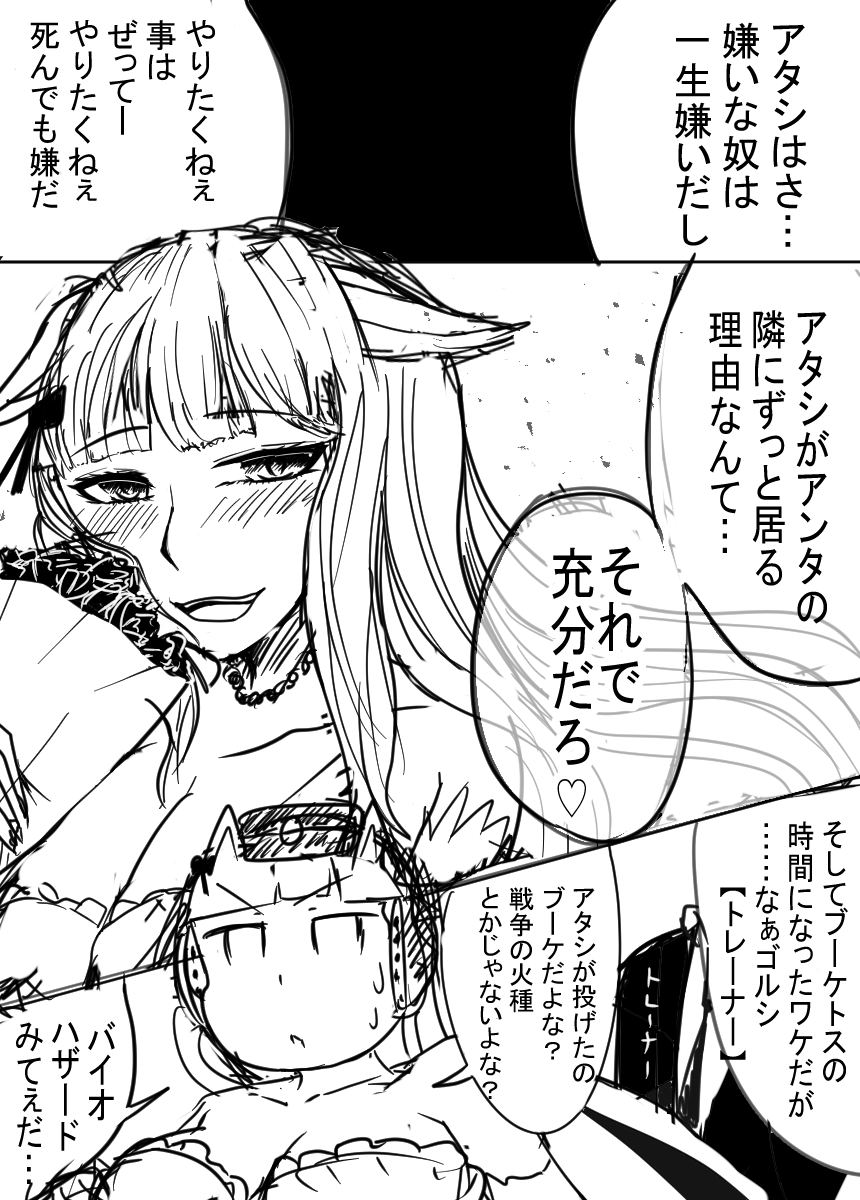 アタシはさ…
嫌いな奴は
一生嫌いだし
やりたくねぇ
事は
ぜってー
やりたくねぇ
死んでも嫌だ
アタシがアンタの
隣にずっと居る
理由なんて…
それで
充分だろ♡
そしてブーケトスの
時間になったワケだが
……なぁゴルシ
【トレーナー】
トレーナー
アタシが投げたの
ブーケだよな?
戦争の火種
とかじゃないよな?
バイオ
ハザード
みてぇだ…